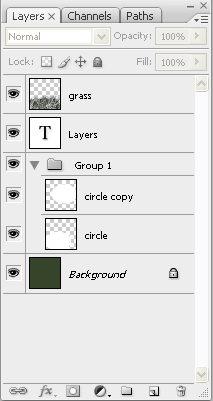 Layers × Channels Paths
Normal Opacity: 100%
Lock: Fill: 100%
grass
T Layers
Group 1
circle copy
circle
Background
fx.